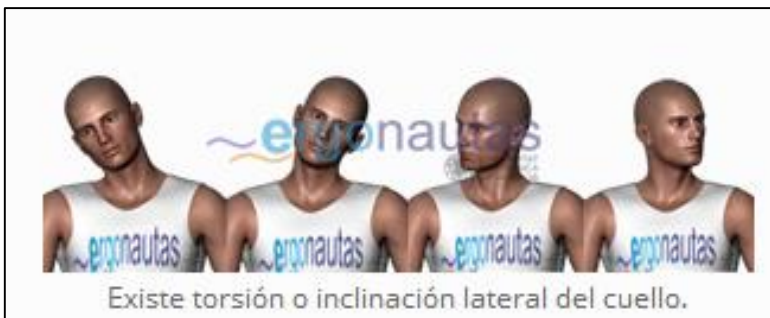 ergonautas
ergonautas ergonautas ergonautas ergonautas
Existe torsión o inclinación lateral del cuello.